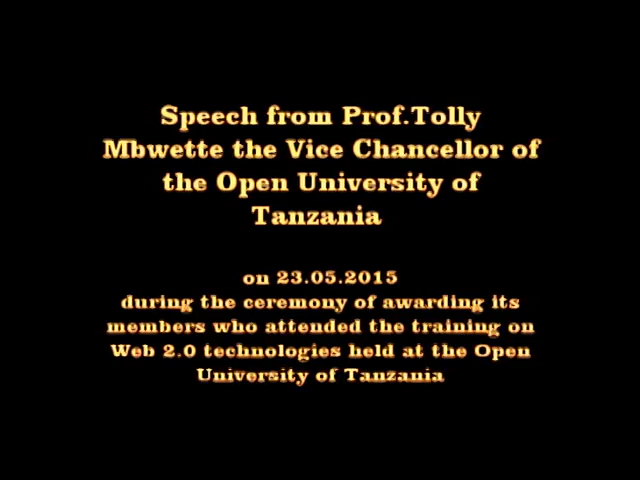 Speech from Prof.Tolly
Mbwette the Vice Chancellor of
the Open University of
Tanzania
on 23.05.2015
during the ceremony of awarding its
members who attended the training on
Web 2.0 technologies held at the Open
University of Tanzania